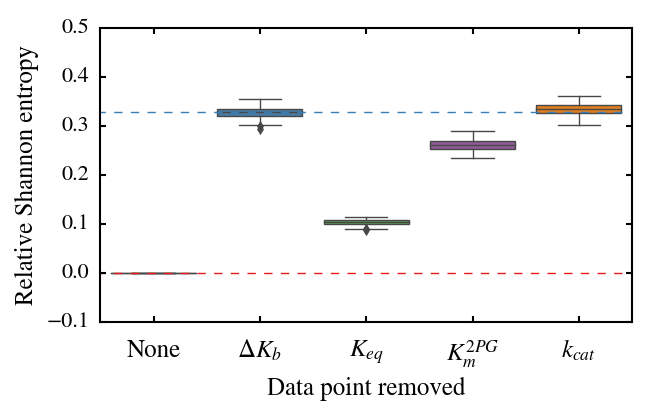 0.5
0.4
0.3
0.2
0.1
0.0
−0.1
Relative Shannon entropy
None ΔK_b K_eq K_m^2PG k_cat
Data point removed